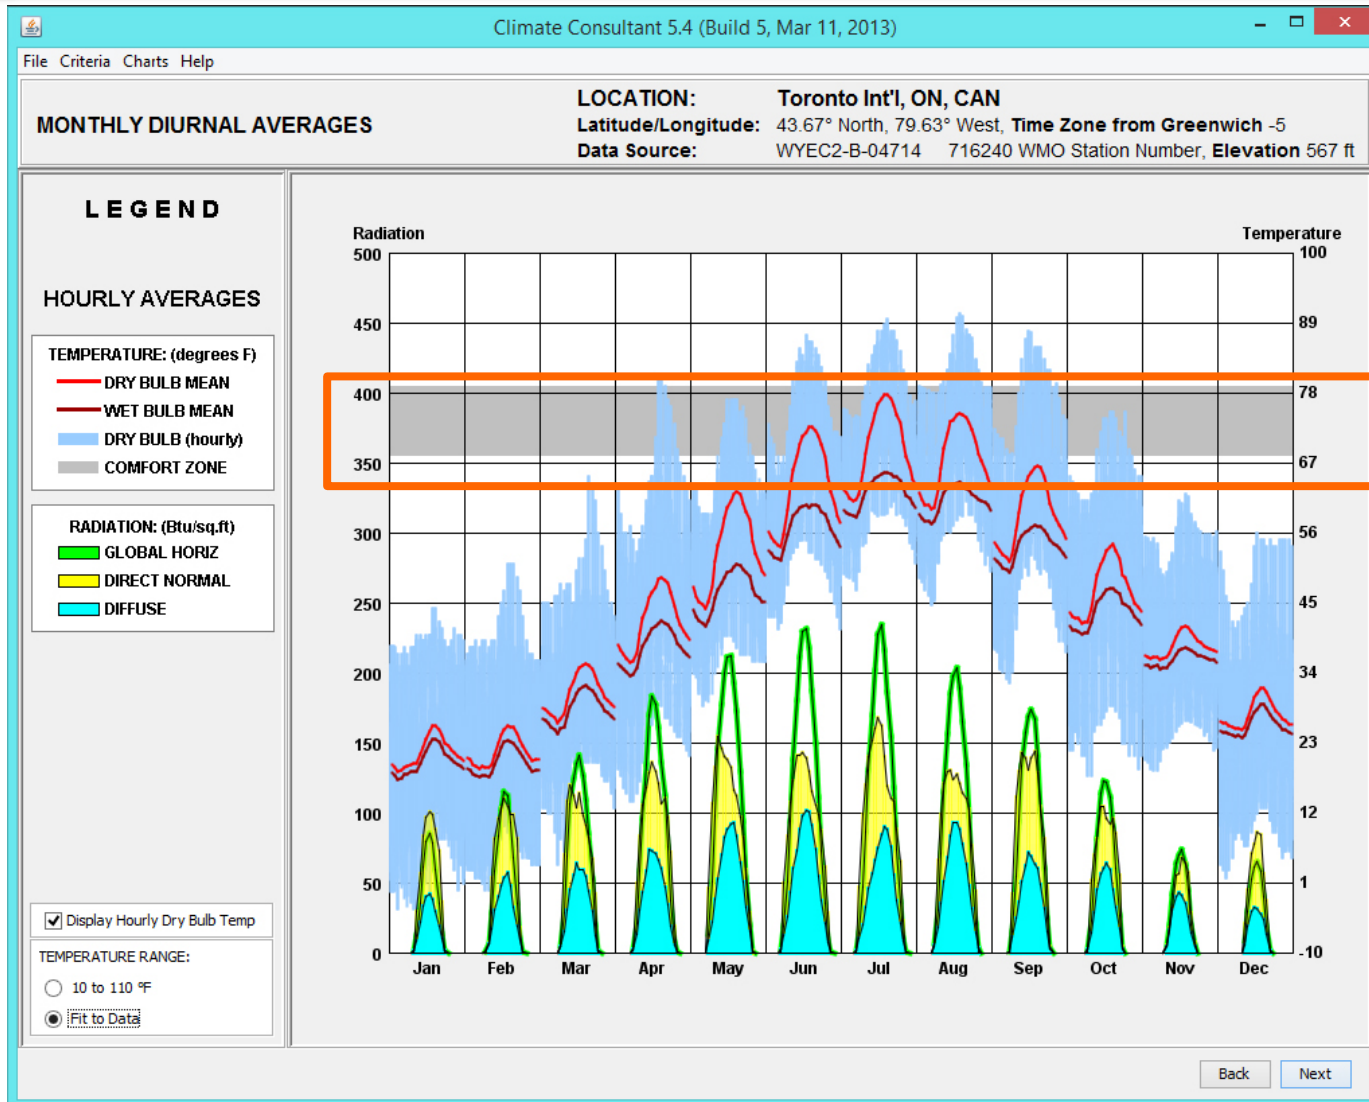 Climate Consultant 5.4 (Build 5, Mar 11, 2013)
File Criteria Charts Help
MONTHLY DIURNAL AVERAGES
LOCATION: Toronto Int'l, ON, CAN
Latitude/Longitude: 43.67° North, 79.63° West, Time Zone from Greenwich -5
Data Source: WYEC2-B-04714 716240 WMO Station Number, Elevation 567 ft
LEGEND
HOURLY AVERAGES
TEMPERATURE: (degrees F)
DRY BULB MEAN
WET BULB MEAN
DRY BULB (hourly)
COMFORT ZONE
RADIATION: (Btu/sq.ft)
GLOBAL HORIZ
DIRECT NORMAL
DIFFUSE
Display Hourly Dry Bulb Temp
TEMPERATURE RANGE:
10 to 110 °F
Fit to Data
Radiation Temperature
500 100
450 89
400 78
350 67
300 56
250 45
200 34
150 23
100 12
50 1
0 -10
Jan Feb Mar Apr May Jun Jul Aug Sep Oct Nov Dec
Back Next